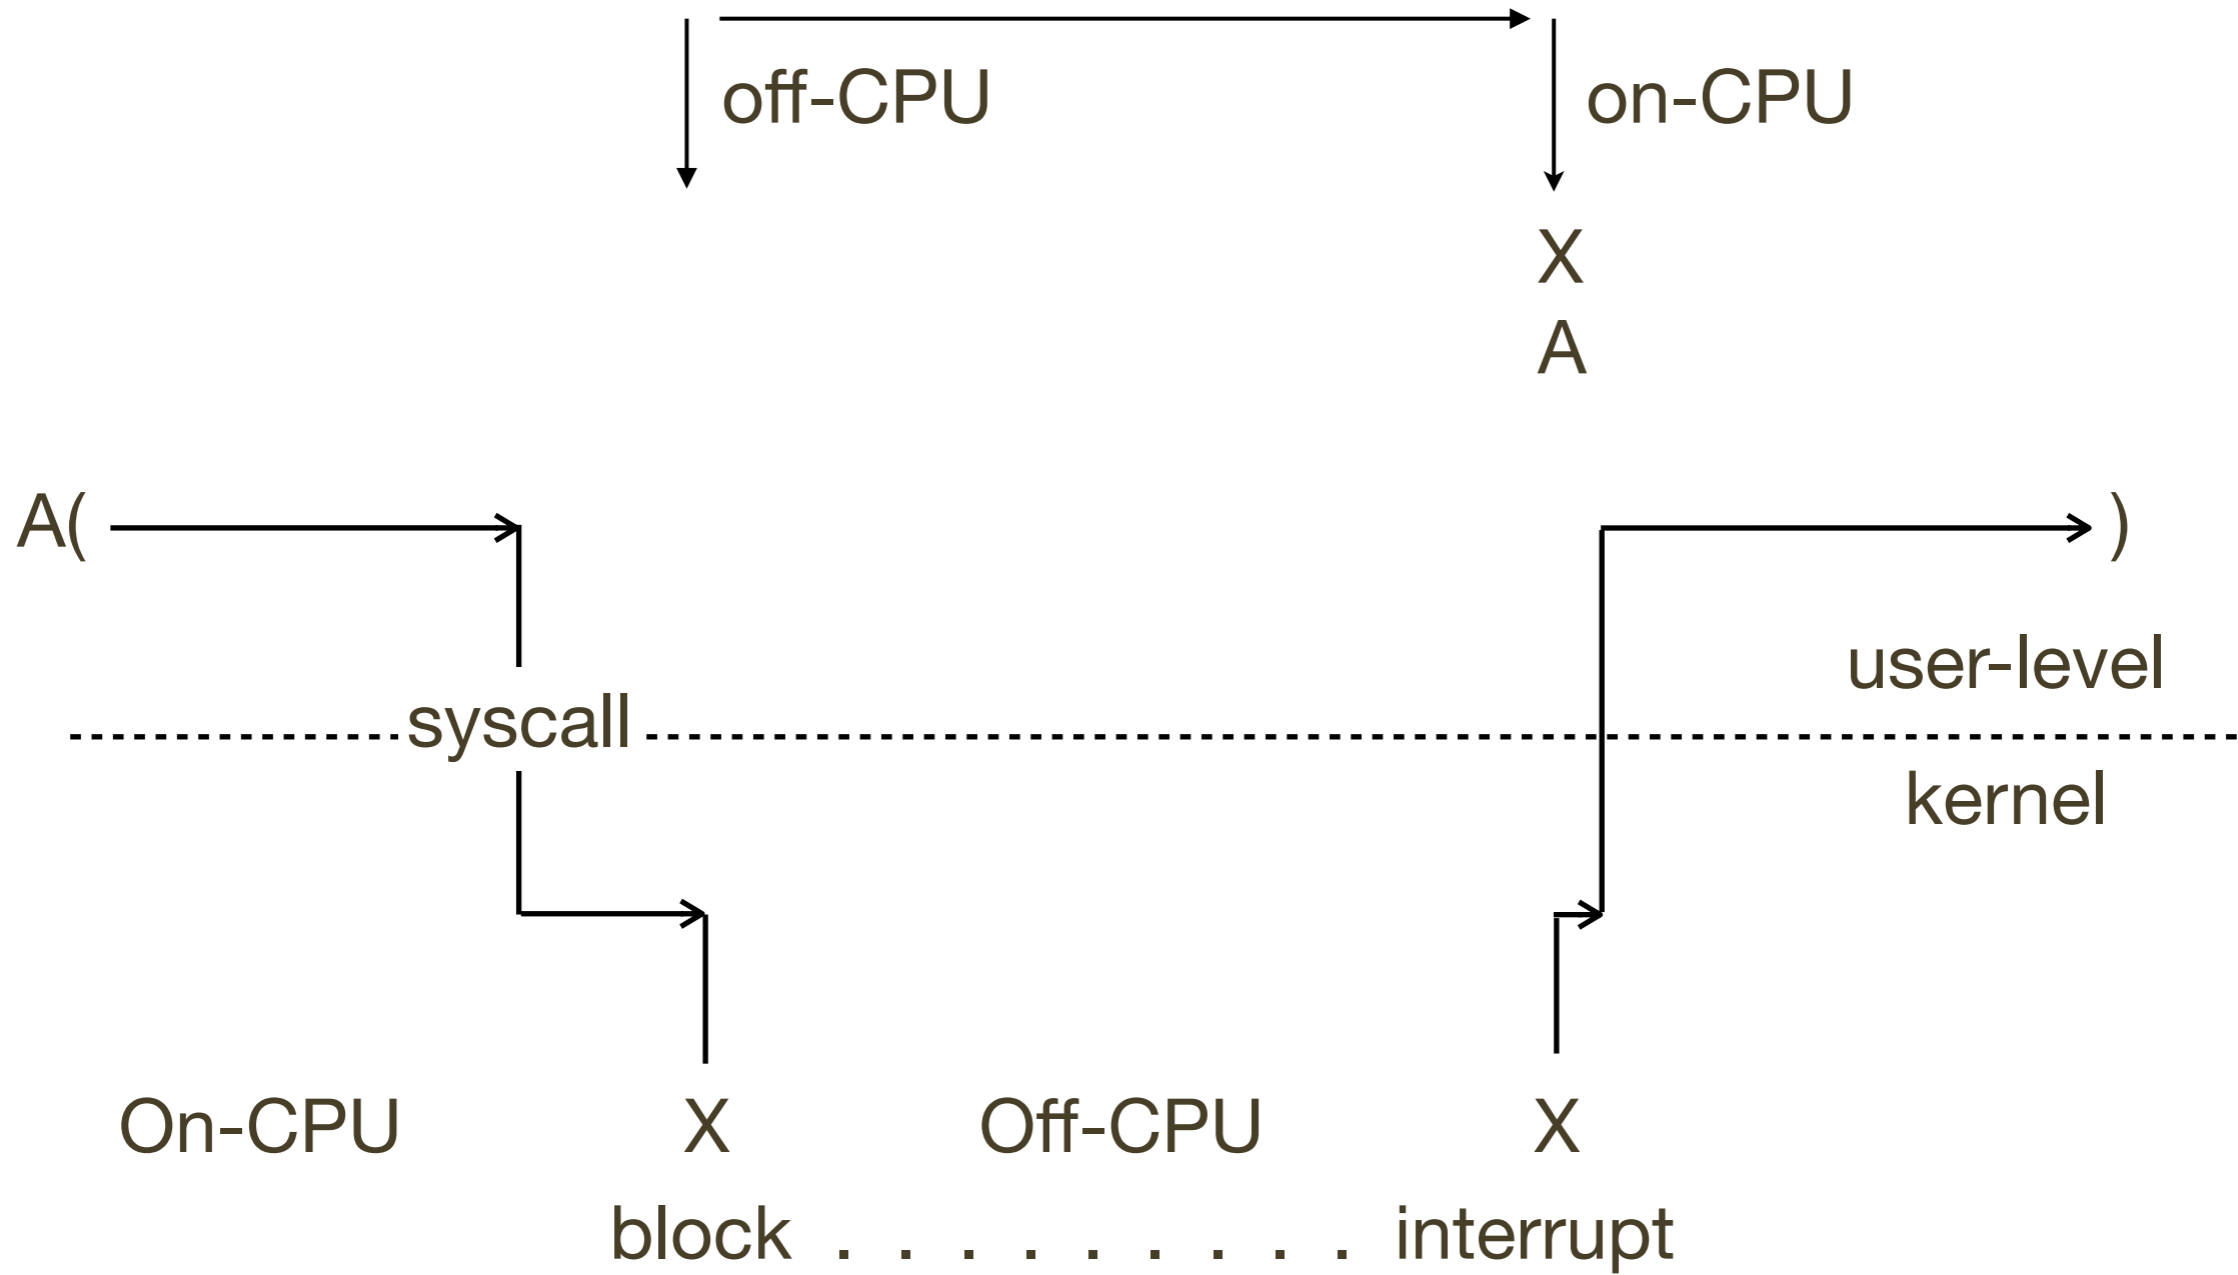 off-CPU on-CPU
X
A
A( )
user-level
syscall
kernel
On-CPU X Off-CPU X
block . . . . . . . . . interrupt